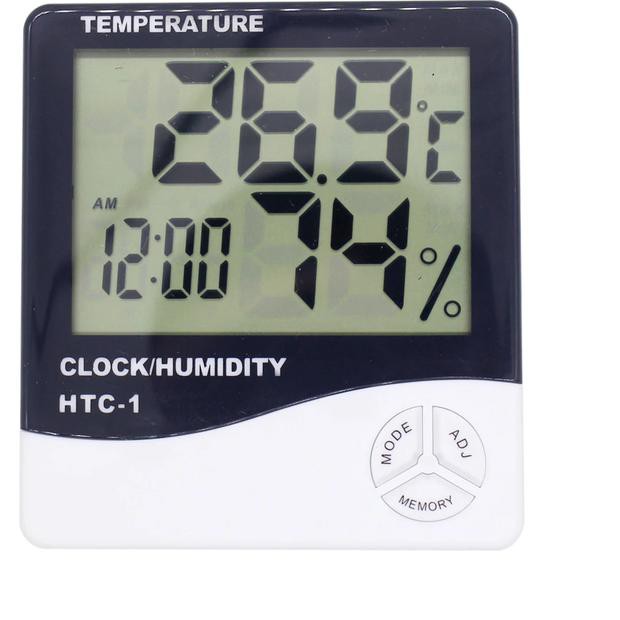 TEMPERATURE
26.9°C
AM
12:00
74%
CLOCK/HUMIDITY
HTC-1
MODE
ADJ
MEMORY